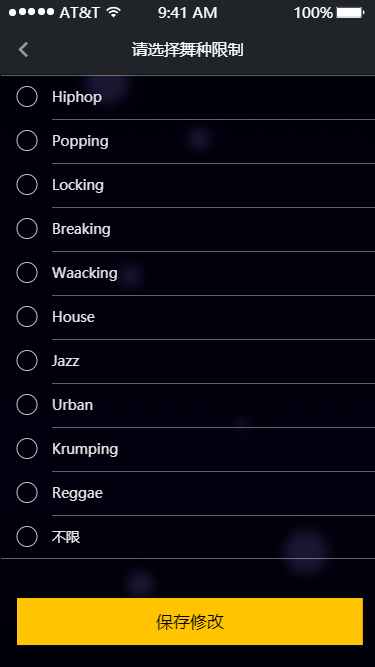 AT&T 9:41 AM 100%
请选择舞种限制
Hiphop
Popping
Locking
Breaking
Waacking
House
Jazz
Urban
Krumping
Reggae
不限
保存修改